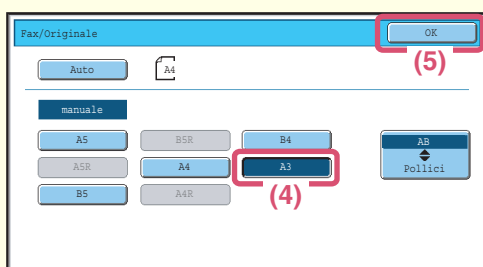 Fax/Originale OK
(5)
Auto A4
manuale
A5 B5R B4 AB
A5R A4 A3 Pollici
B5 A4R
(4)